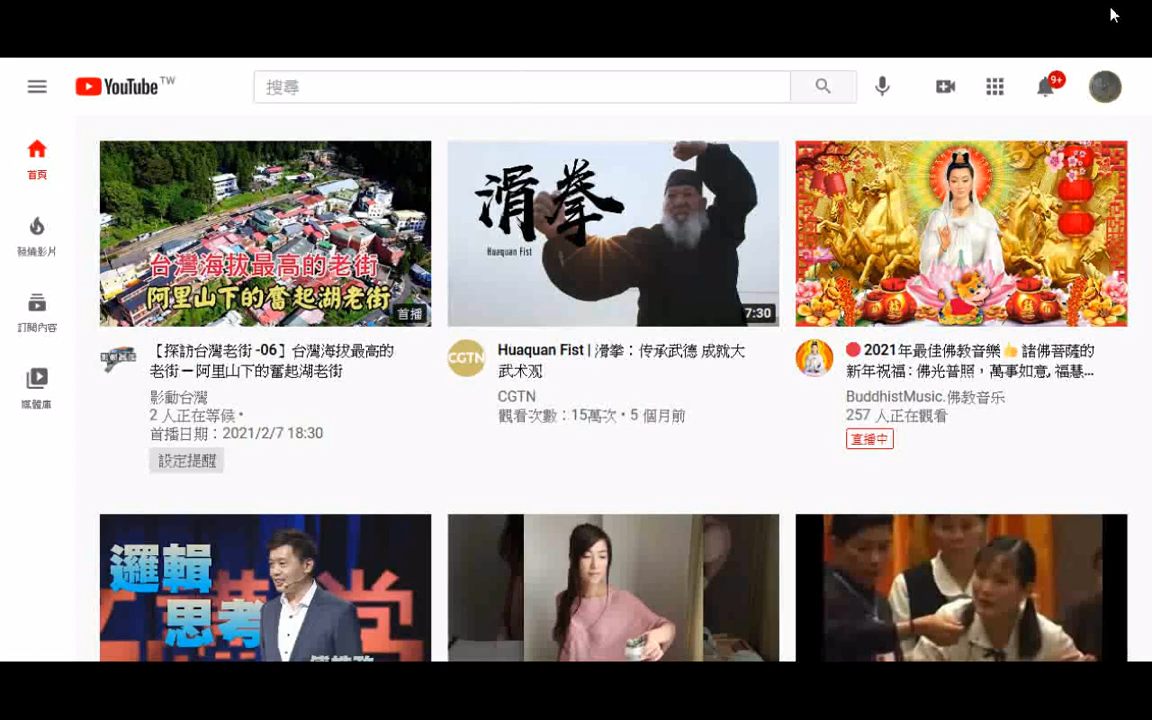 YouTube TW
搜尋
9+
首頁
發燒影片
訂閱內容
媒體庫
台灣海拔最高的老街
阿里山下的奮起湖老街
首播
滑拳
Huaquan Fist
7:30
【探訪台灣老街 -06】台灣海拔最高的
老街 — 阿里山下的奮起湖老街
影動台灣
2 人正在等候 •
首播日期：2021/2/7 18:30
設定提醒
CGTN
Huaquan Fist | 滑拳：传承武德 成就大
武术观
CGTN
觀看次數：15萬次 • 5 個月前
🔴 2021年最佳佛教音樂👍 諸佛菩薩的
新年祝福: 佛光普照，萬事如意, 福慧...
BuddhistMusic.佛教音乐
257 人正在觀看
直播中
邏輯
思考